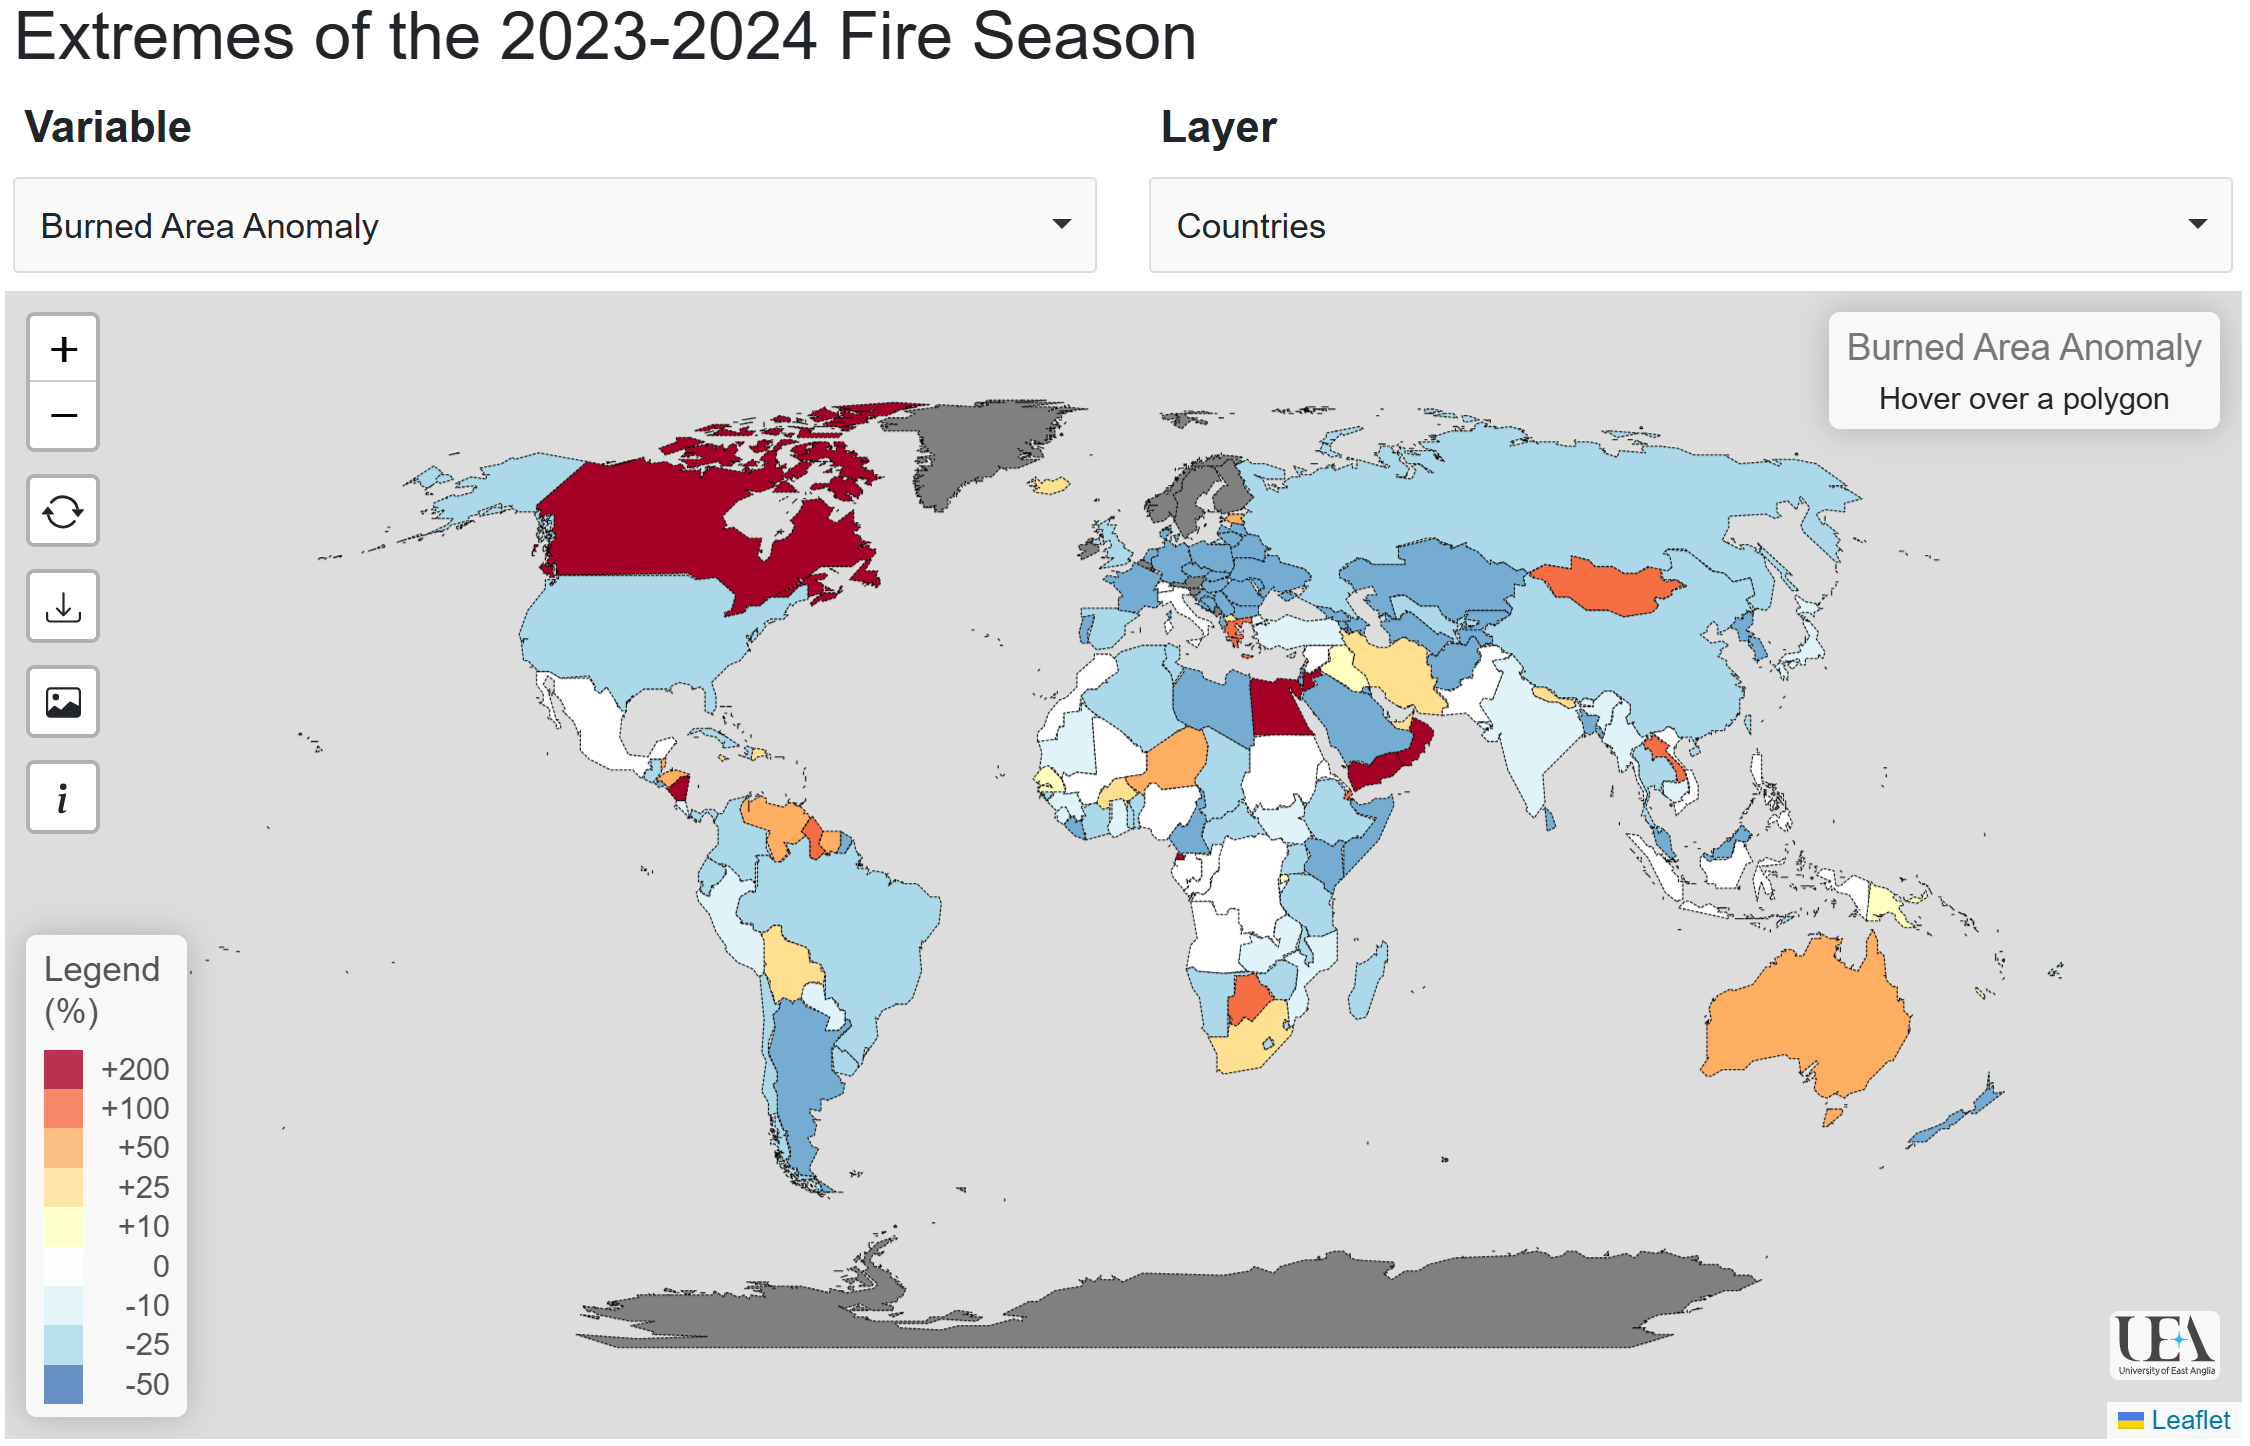 Extremes of the 2023-2024 Fire Season
Variable
Layer
Burned Area Anomaly
Countries
+
−
i
Burned Area Anomaly
Hover over a polygon
Legend
(%)
+200
+100
+50
+25
+10
0
-10
-25
-50
UEA
University of East Anglia
Leaflet